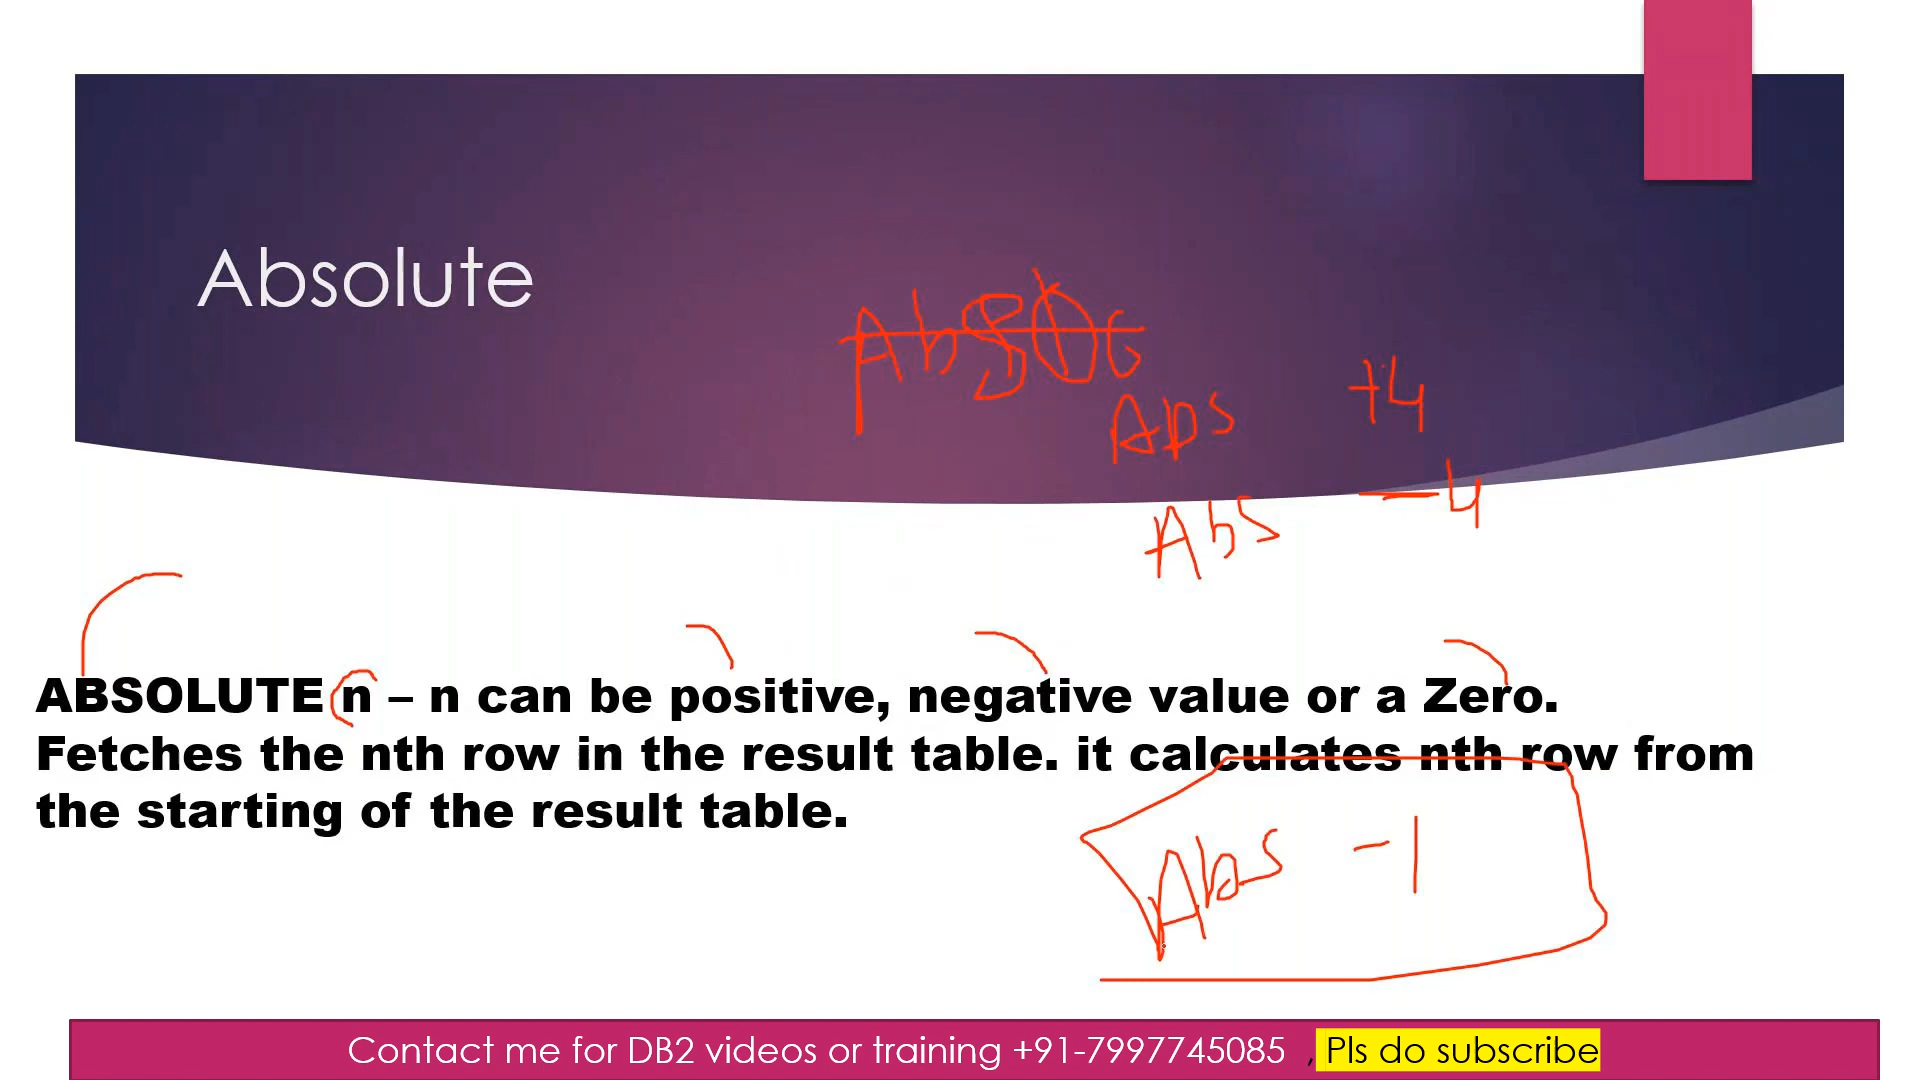 Absolute
Abs
+4
Abs -4
ABSOLUTE n – n can be positive, negative value or a Zero.
Fetches the nth row in the result table. it calculates nth row from
the starting of the result table.
Abs -1
Contact me for DB2 videos or training +91-7997745085 , Pls do subscribe